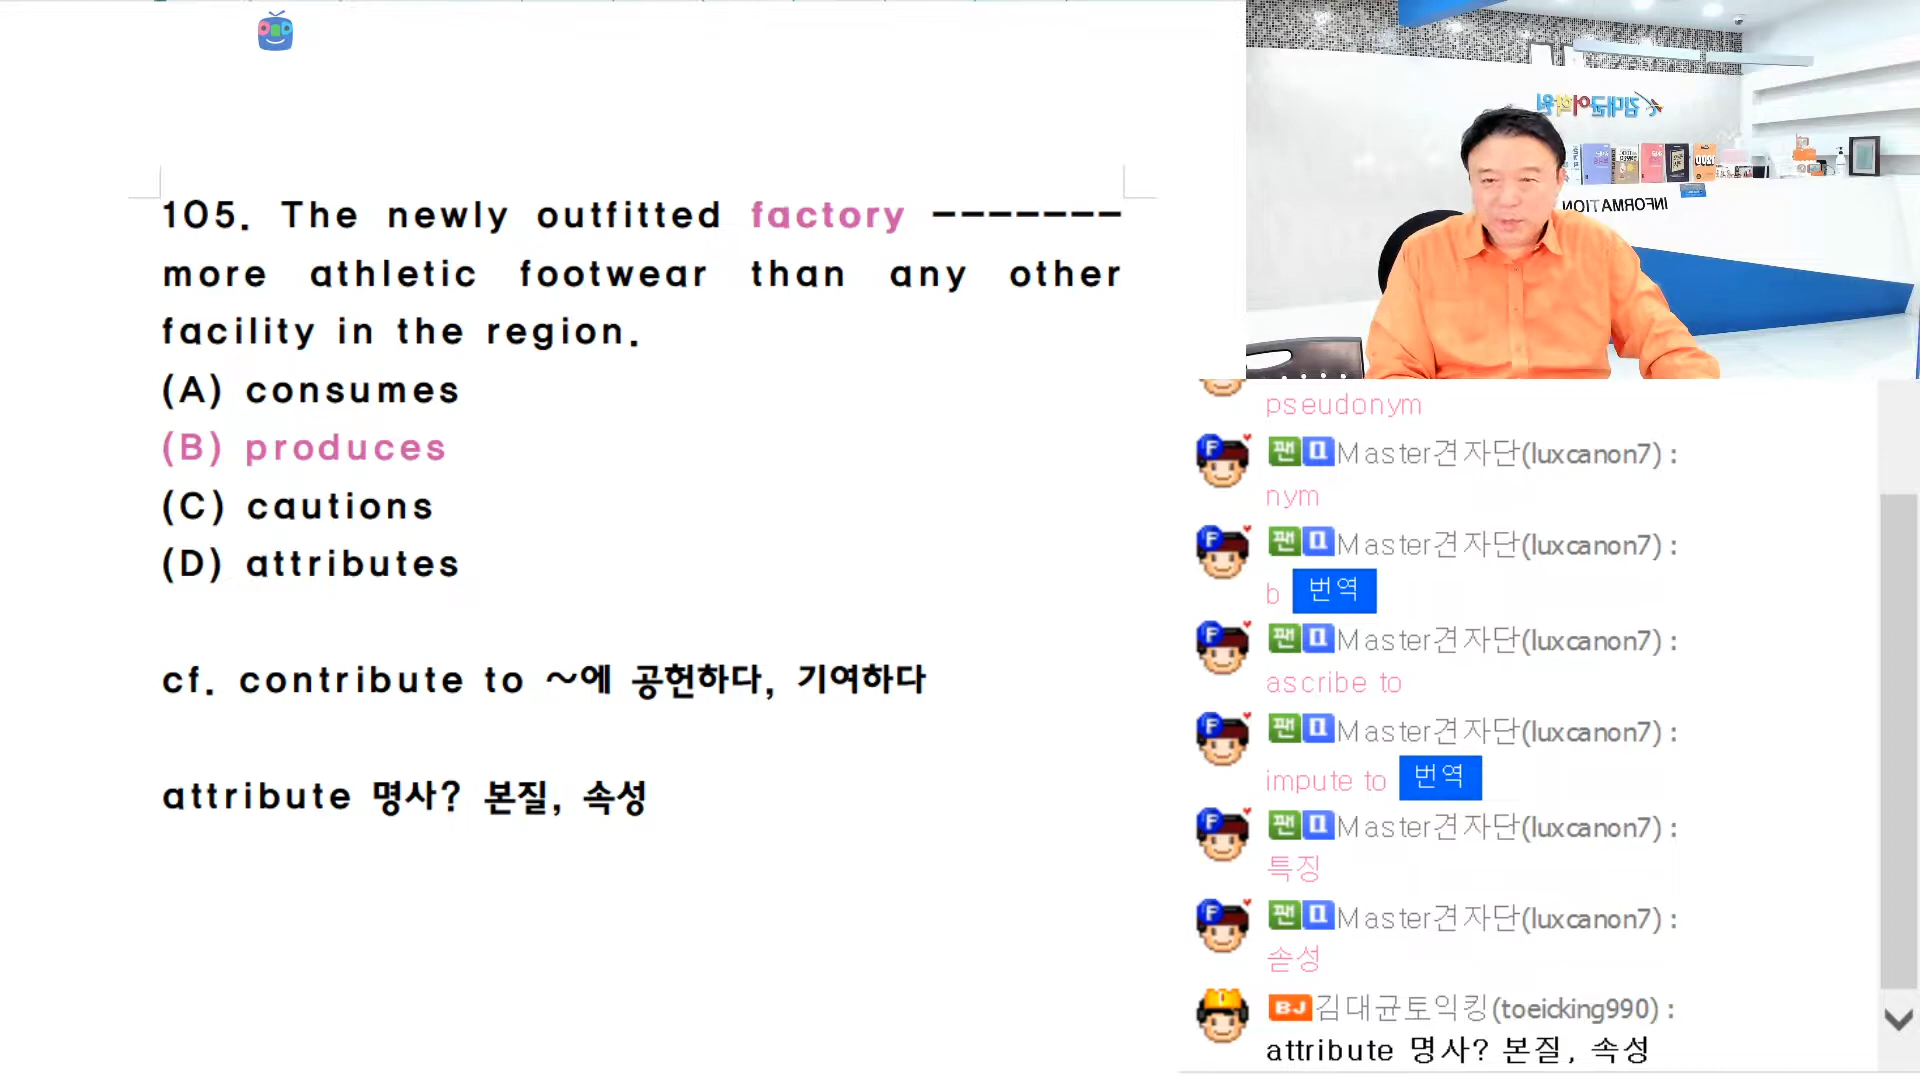 105. The newly outfitted factory -------
more athletic footwear than any other
facility in the region.
(A) consumes
(B) produces
(C) cautions
(D) attributes
cf. contribute to ~에 공헌하다, 기여하다
attribute 명사? 본질, 속성
김대균어학원
INFORMATION
pseudonym
팬 Master견자단(luxcanon7) :
nym
팬 Master견자단(luxcanon7) :
b 번역
팬 Master견자단(luxcanon7) :
ascribe to
팬 Master견자단(luxcanon7) :
impute to 번역
팬 Master견자단(luxcanon7) :
특징
팬 Master견자단(luxcanon7) :
솓성
BJ 김대균토익킹(toeicking990) :
attribute 명사? 본질, 속성